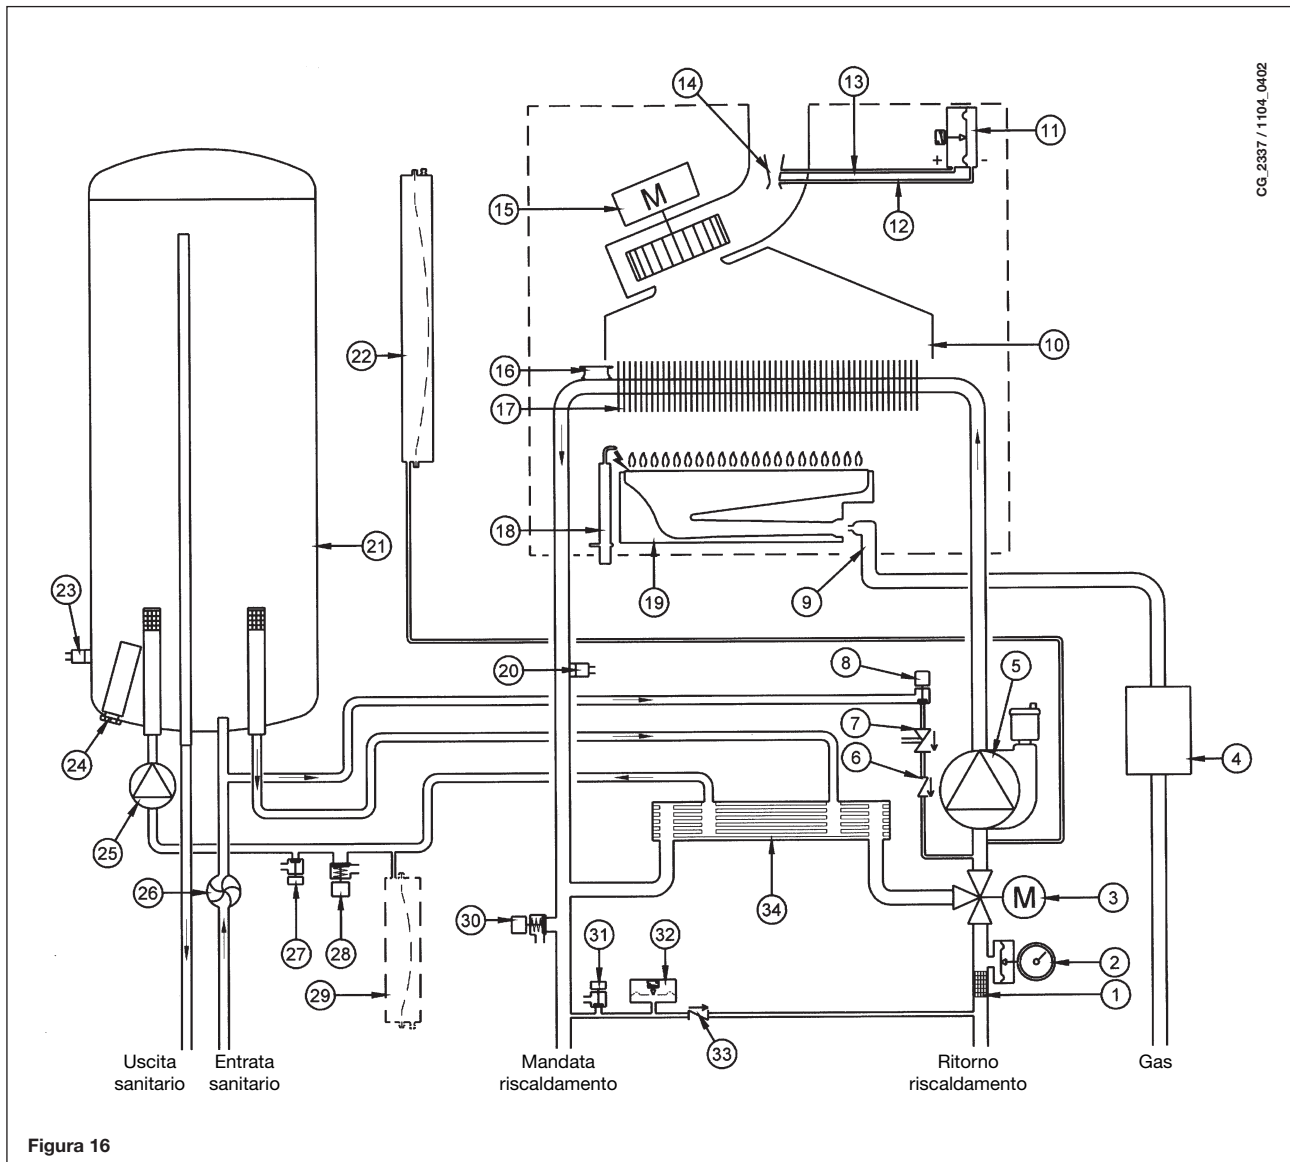 CG_2337 / 1104_0402
14
13
11
+
-
M
15
12
22
16
10
17
18
21
19
9
23
20
8
5
7
24
6
4
25
26
34
M
3
30
31
32
27
28
2
29
1
33
Uscita
sanitario
Entrata
sanitario
Mandata
riscaldamento
Ritorno
riscaldamento
Gas
Figura 16